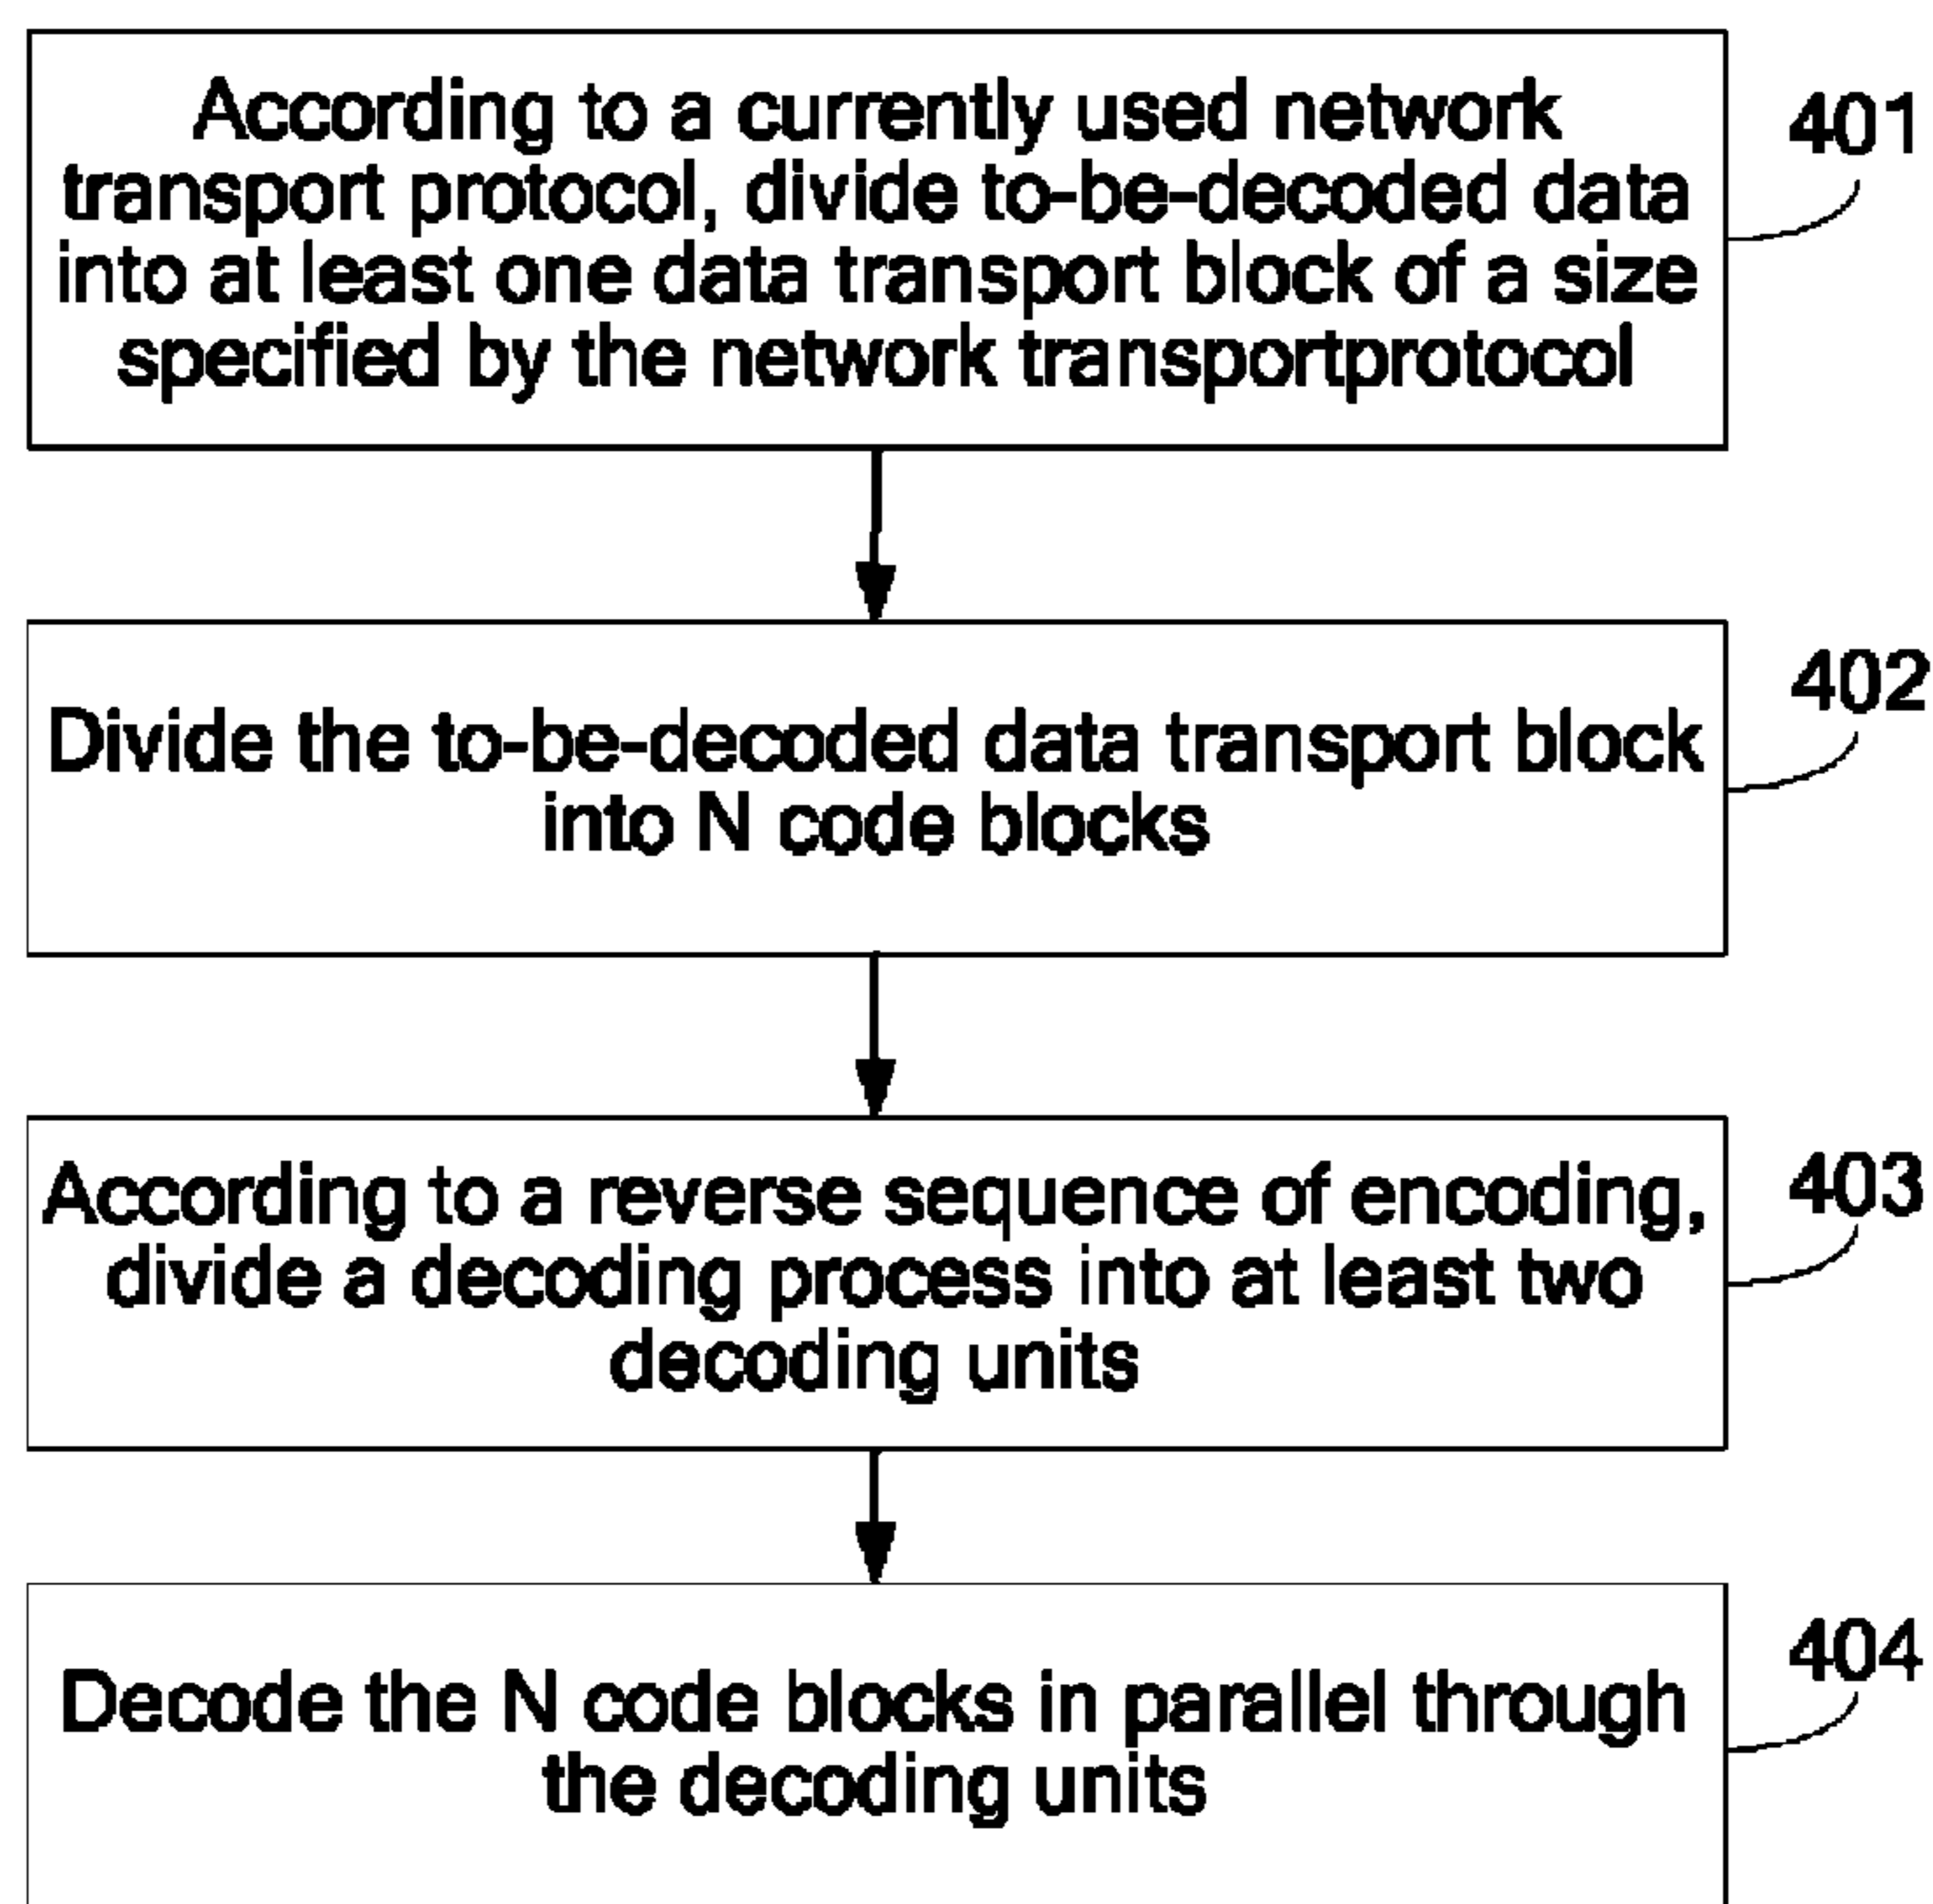 According to a currently used network
transport protocol, divide to-be-decoded data
into at least one data transport block of a size
specified by the network transportprotocol
401
Divide the to-be-decoded data transport block
into N code blocks
402
According to a reverse sequence of encoding,
divide a decoding process into at least two
decoding units
403
Decode the N code blocks in parallel through
the decoding units
404